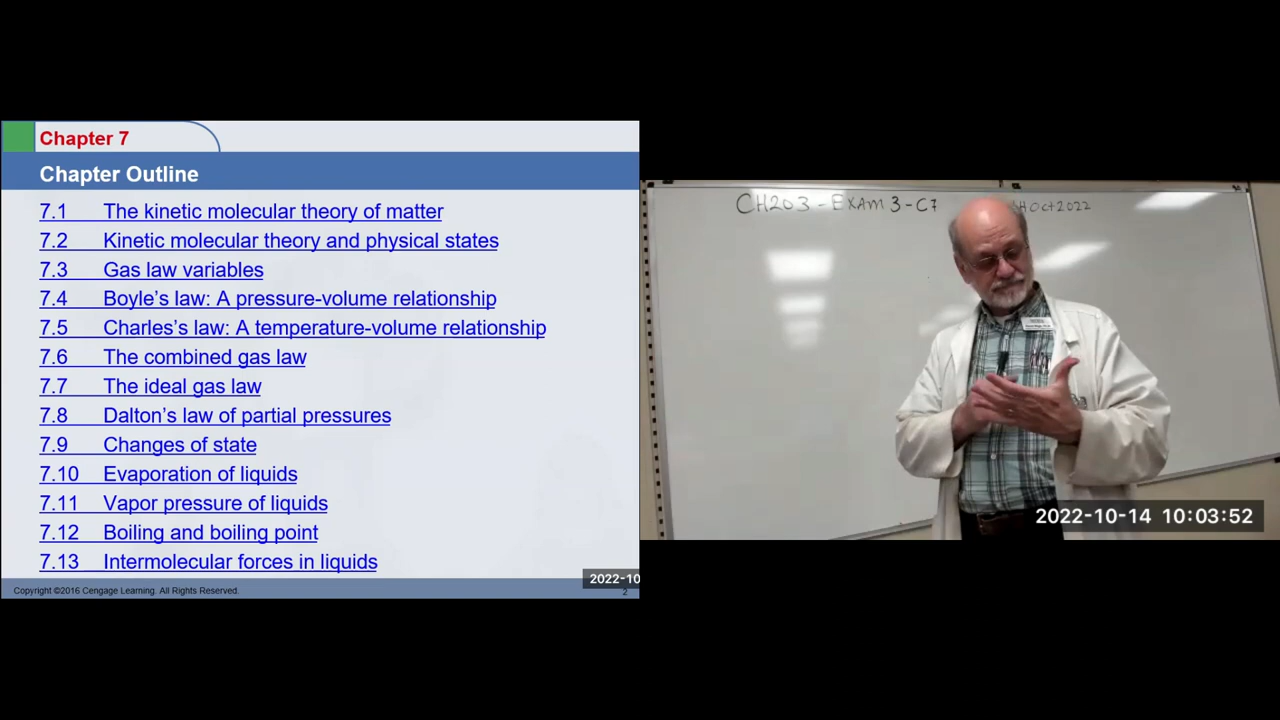 Chapter 7
Chapter Outline
7.1 The kinetic molecular theory of matter
7.2 Kinetic molecular theory and physical states
7.3 Gas law variables
7.4 Boyle's law: A pressure-volume relationship
7.5 Charles's law: A temperature-volume relationship
7.6 The combined gas law
7.7 The ideal gas law
7.8 Dalton's law of partial pressures
7.9 Changes of state
7.10 Evaporation of liquids
7.11 Vapor pressure of liquids
7.12 Boiling and boiling point
7.13 Intermolecular forces in liquids
Copyright ©2016 Cengage Learning. All Rights Reserved.
2022-10
2
CH203 - EXAM 3 - C7
Oct 2022
2022-10-14 10:03:52